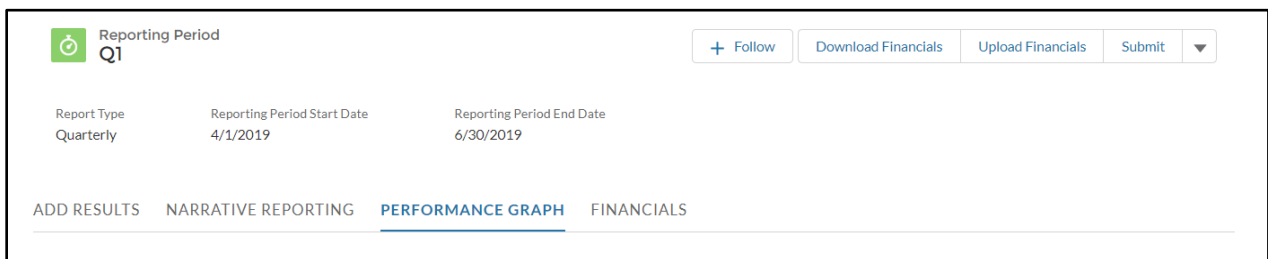 Reporting Period
Q1
+ Follow Download Financials Upload Financials Submit
Report Type Reporting Period Start Date Reporting Period End Date
Quarterly 4/1/2019 6/30/2019
ADD RESULTS NARRATIVE REPORTING PERFORMANCE GRAPH FINANCIALS